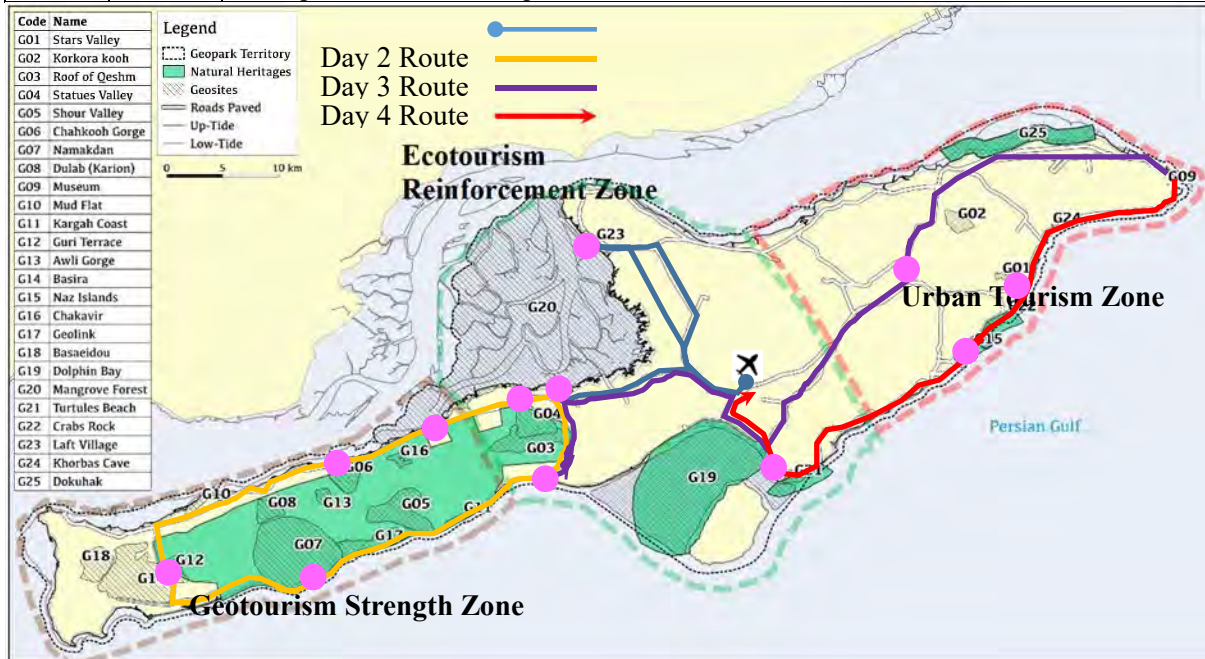 Code Name
G01 Stars Valley
G02 Korkora kooh
G03 Roof of Qeshm
G04 Statues Valley
G05 Shour Valley
G06 Chahkooh Gorge
G07 Namakdan
G08 Dulab (Karion)
G09 Museum
G10 Mud Flat
G11 Kargah Coast
G12 Guri Terrace
G13 Awli Gorge
G14 Basira
G15 Naz Islands
G16 Chakavir
G17 Geolink
G18 Basaeidou
G19 Dolphin Bay
G20 Mangrove Forest
G21 Turtules Beach
G22 Crabs Rock
G23 Laft Village
G24 Khorbas Cave
G25 Dokuhak
Legend
Geopark Territory
Natural Heritages
Geosites
Roads Paved
Up-Tide
Low-Tide
0 5 10 km
Day 2 Route
Day 3 Route
Day 4 Route
Ecotourism
Reinforcement Zone
Urban Tourism Zone
Geotourism Strength Zone
Persian Gulf
G25
G09
G02
G24
G23
G01
G20
G15
G04
G03
G16
G06
G19
G21
G10
G08
G13
G05
G07
G18
G12